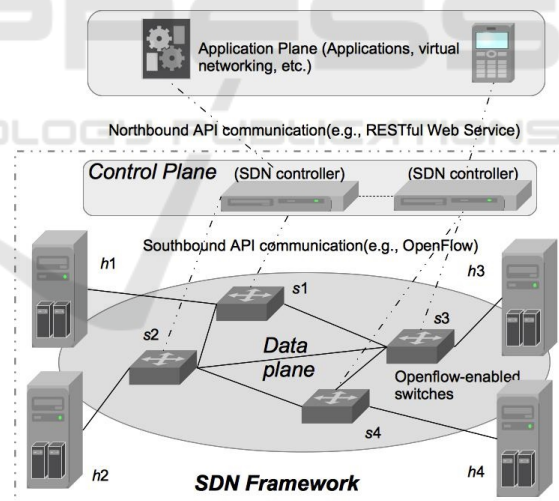 Application Plane (Applications, virtual
networking, etc.)
Northbound API communication(e.g., RESTful Web Service)
Control Plane
(SDN controller)
(SDN controller)
Southbound API communication(e.g., OpenFlow)
h1
h3
s1
s2
s3
Data
plane
Openflow-enabled
switches
s4
h2
h4
SDN Framework